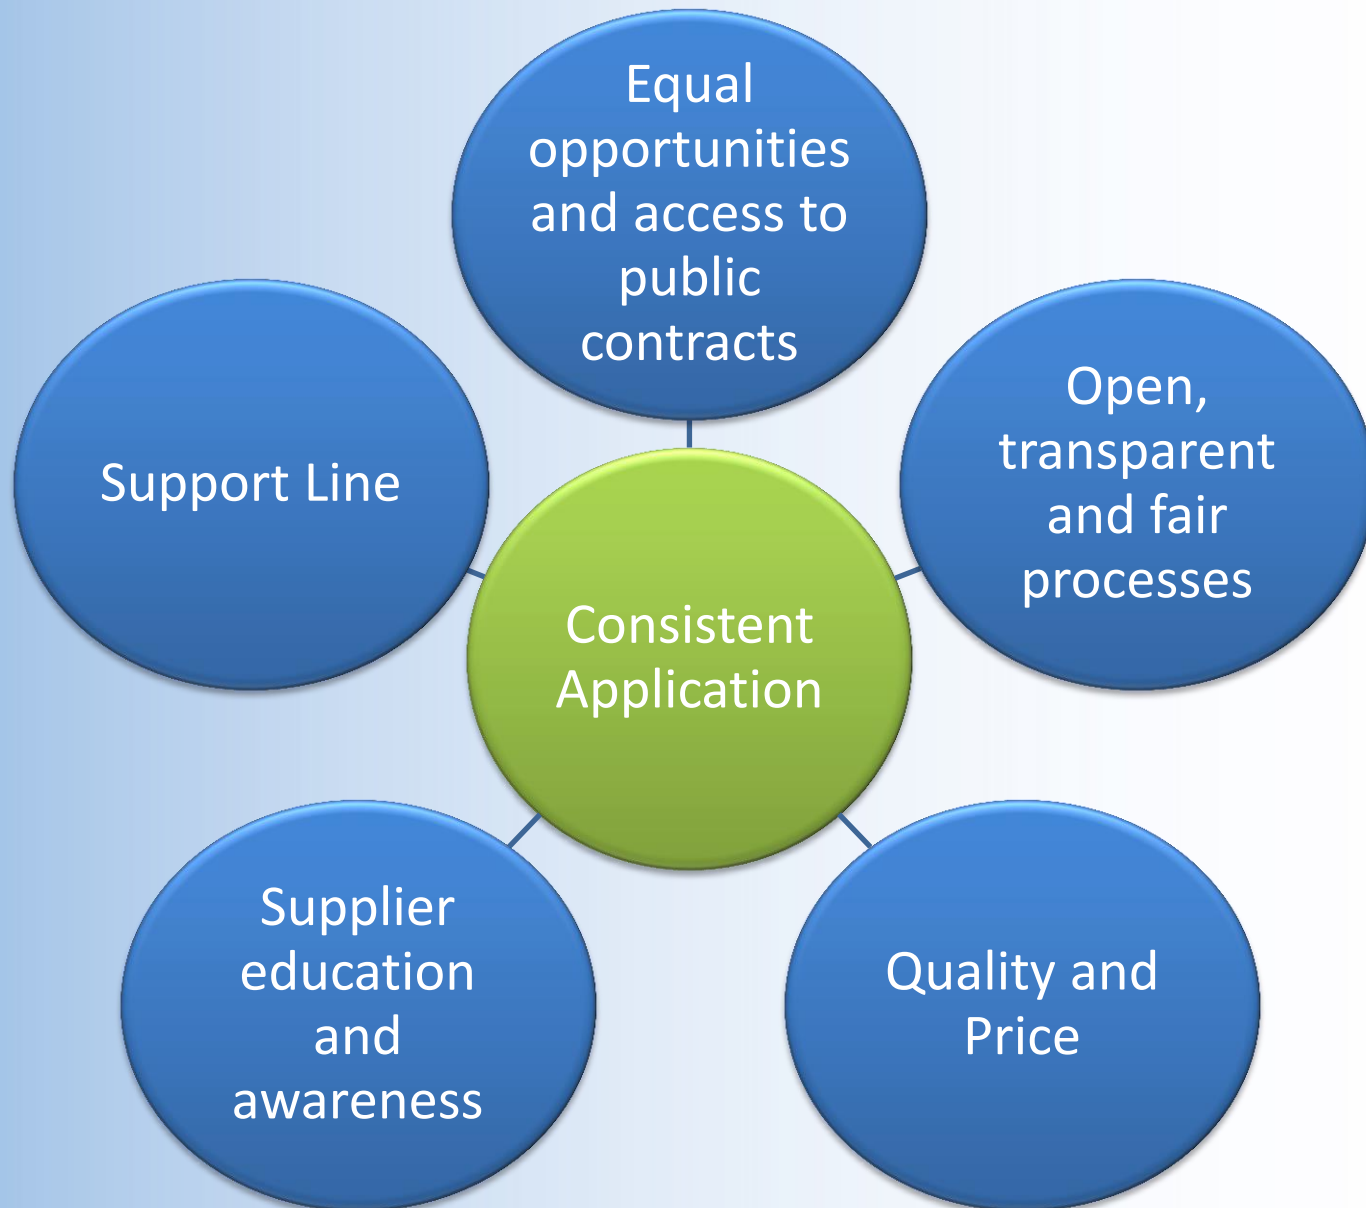 Equal
opportunities
and access to
public
contracts
Open,
transparent
and fair
processes
Quality and
Price
Supplier
education
and
awareness
Support Line
Consistent
Application